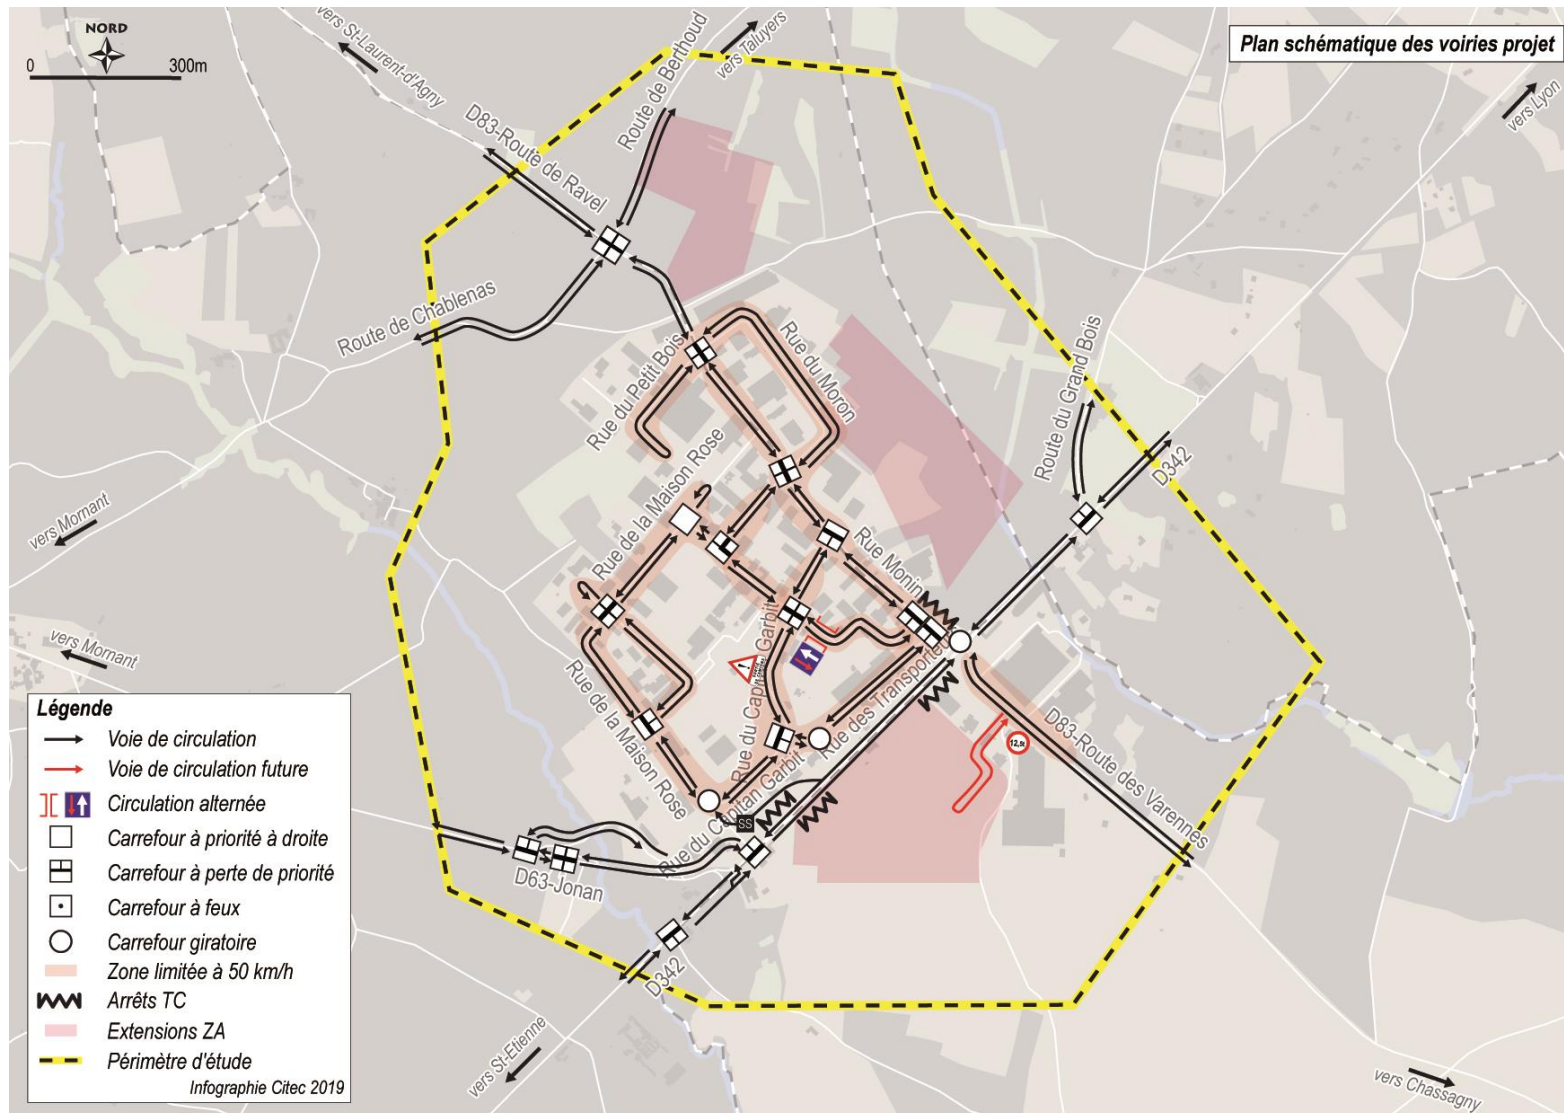 Plan schématique des voiries projet
NORD
0 300m
vers St-Laurent-d'Agny
D83-Route de Ravel
Route de Berthoud
vers Taluyers
vers Lyon
Route de Chablenas
Rue du Petit Bois
Rue du Moron
Route du Grand Bois
D342
vers Mornant
Rue de la Maison Rose
Rue Monin
vers Mornant
Rue du Capitan Garbit
Rue des Transporteurs
Rue de la Maison Rose
12,5t
D83-Route des Varennes
Rue du Capitan Garbit
SS
D63-Jonan
D342
vers St-Etienne
vers Chassagny
Légende
Voie de circulation
Voie de circulation future
Circulation alternée
Carrefour à priorité à droite
Carrefour à perte de priorité
Carrefour à feux
Carrefour giratoire
Zone limitée à 50 km/h
Arrêts TC
Extensions ZA
Périmètre d'étude
Infographie Citec 2019